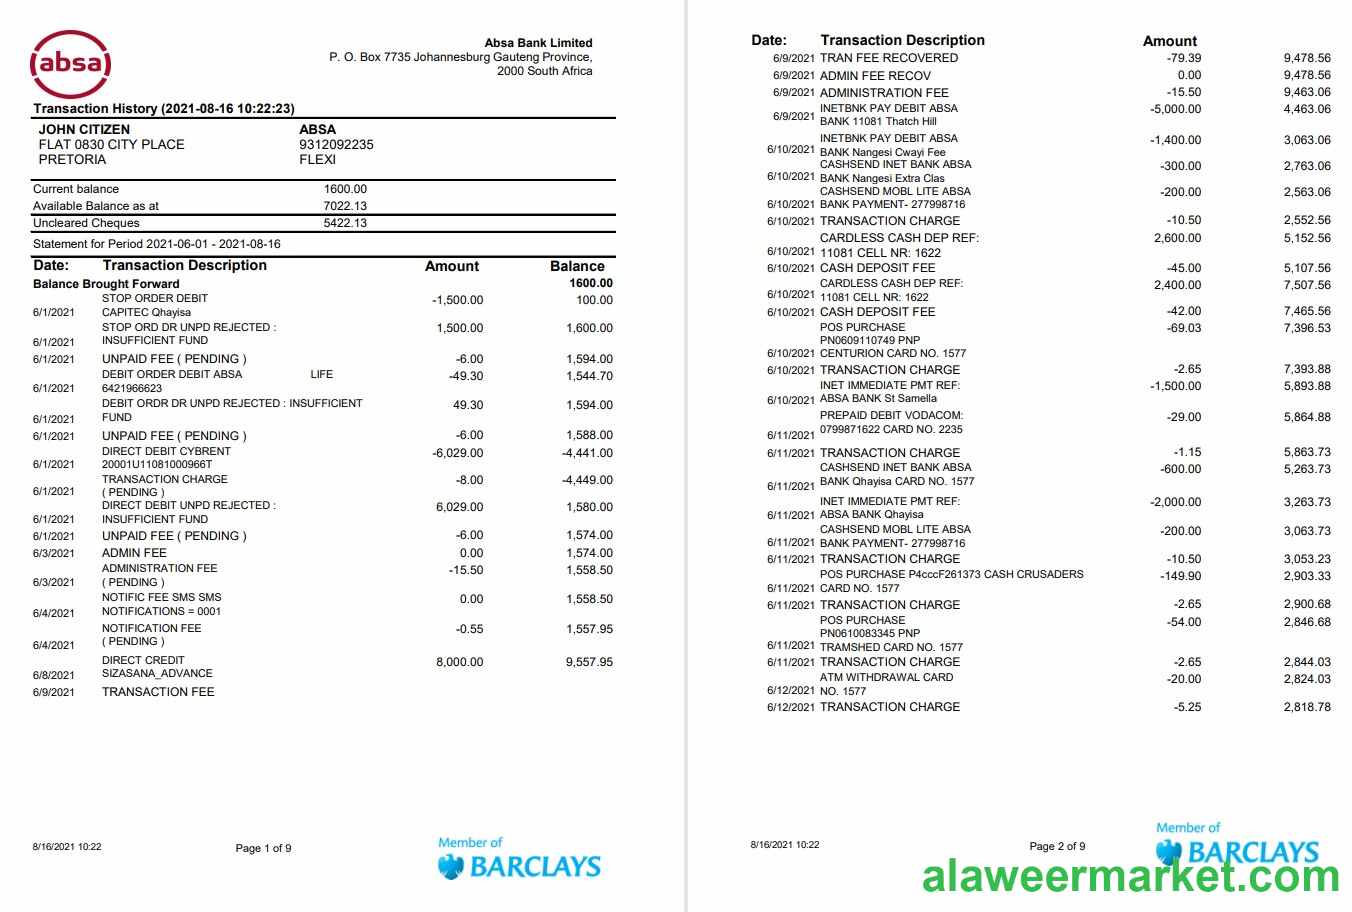 absa
Absa Bank Limited
P. O. Box 7735 Johannesburg Gauteng Province,
2000 South Africa
Transaction History (2021-08-16 10:22:23)
JOHN CITIZEN ABSA
FLAT 0830 CITY PLACE 9312092235
PRETORIA FLEXI
Current balance 1600.00
Available Balance as at 7022.13
Uncleared Cheques 5422.13
Statement for Period 2021-06-01 - 2021-08-16
Date: Transaction Description Amount Balance
Balance Brought Forward 1600.00
STOP ORDER DEBIT -1,500.00 100.00
6/1/2021 CAPITEC Qhayisa
STOP ORD DR UNPD REJECTED : 1,500.00 1,600.00
6/1/2021 INSUFFICIENT FUND
6/1/2021 UNPAID FEE ( PENDING ) -6.00 1,594.00
DEBIT ORDER DEBIT ABSA LIFE -49.30 1,544.70
6/1/2021 6421966623
DEBIT ORDR DR UNPD REJECTED : INSUFFICIENT 49.30 1,594.00
6/1/2021 FUND
6/1/2021 UNPAID FEE ( PENDING ) -6.00 1,588.00
DIRECT DEBIT CYBRENT -6,029.00 -4,441.00
6/1/2021 20001U11081000966T
TRANSACTION CHARGE -8.00 -4,449.00
6/1/2021 ( PENDING )
DIRECT DEBIT UNPD REJECTED : 6,029.00 1,580.00
6/1/2021 INSUFFICIENT FUND
6/1/2021 UNPAID FEE ( PENDING ) -6.00 1,574.00
6/3/2021 ADMIN FEE 0.00 1,574.00
ADMINISTRATION FEE -15.50 1,558.50
6/3/2021 ( PENDING )
NOTIFIC FEE SMS SMS 0.00 1,558.50
6/4/2021 NOTIFICATIONS = 0001
NOTIFICATION FEE -0.55 1,557.95
6/4/2021 ( PENDING )
DIRECT CREDIT 8,000.00 9,557.95
6/8/2021 SIZASANA_ADVANCE
6/9/2021 TRANSACTION FEE
8/16/2021 10:22 Page 1 of 9
Member of
BARCLAYS
Date: Transaction Description Amount
6/9/2021 TRAN FEE RECOVERED -79.39 9,478.56
6/9/2021 ADMIN FEE RECOV 0.00 9,478.56
6/9/2021 ADMINISTRATION FEE -15.50 9,463.06
INETBNK PAY DEBIT ABSA -5,000.00 4,463.06
6/9/2021 BANK 11081 Thatch Hill
INETBNK PAY DEBIT ABSA -1,400.00 3,063.06
6/10/2021 BANK Nangesi Cwayi Fee
CASHSEND INET BANK ABSA -300.00 2,763.06
6/10/2021 BANK Nangesi Extra Clas
CASHSEND MOBL LITE ABSA -200.00 2,563.06
6/10/2021 BANK PAYMENT- 277998716
6/10/2021 TRANSACTION CHARGE -10.50 2,552.56
CARDLESS CASH DEP REF: 2,600.00 5,152.56
6/10/2021 11081 CELL NR: 1622
6/10/2021 CASH DEPOSIT FEE -45.00 5,107.56
CARDLESS CASH DEP REF: 2,400.00 7,507.56
6/10/2021 11081 CELL NR: 1622
6/10/2021 CASH DEPOSIT FEE -42.00 7,465.56
POS PURCHASE -69.03 7,396.53
PN0609110749 PNP
6/10/2021 CENTURION CARD NO. 1577
6/10/2021 TRANSACTION CHARGE -2.65 7,393.88
INET IMMEDIATE PMT REF: -1,500.00 5,893.88
6/10/2021 ABSA BANK St Samella
PREPAID DEBIT VODACOM: -29.00 5,864.88
0799871622 CARD NO. 2235
6/11/2021
6/11/2021 TRANSACTION CHARGE -1.15 5,863.73
CASHSEND INET BANK ABSA -600.00 5,263.73
6/11/2021 BANK Qhayisa CARD NO. 1577
INET IMMEDIATE PMT REF: -2,000.00 3,263.73
6/11/2021 ABSA BANK Qhayisa
CASHSEND MOBL LITE ABSA -200.00 3,063.73
6/11/2021 BANK PAYMENT- 277998716
6/11/2021 TRANSACTION CHARGE -10.50 3,053.23
POS PURCHASE P4cccF261373 CASH CRUSADERS -149.90 2,903.33
6/11/2021 CARD NO. 1577
6/11/2021 TRANSACTION CHARGE -2.65 2,900.68
POS PURCHASE -54.00 2,846.68
PN0610083345 PNP
6/11/2021 TRAMSHED CARD NO. 1577
6/11/2021 TRANSACTION CHARGE -2.65 2,844.03
ATM WITHDRAWAL CARD -20.00 2,824.03
6/12/2021 NO. 1577
6/12/2021 TRANSACTION CHARGE -5.25 2,818.78
8/16/2021 10:22 Page 2 of 9
Member of
BARCLAYS
alaweermarket.com